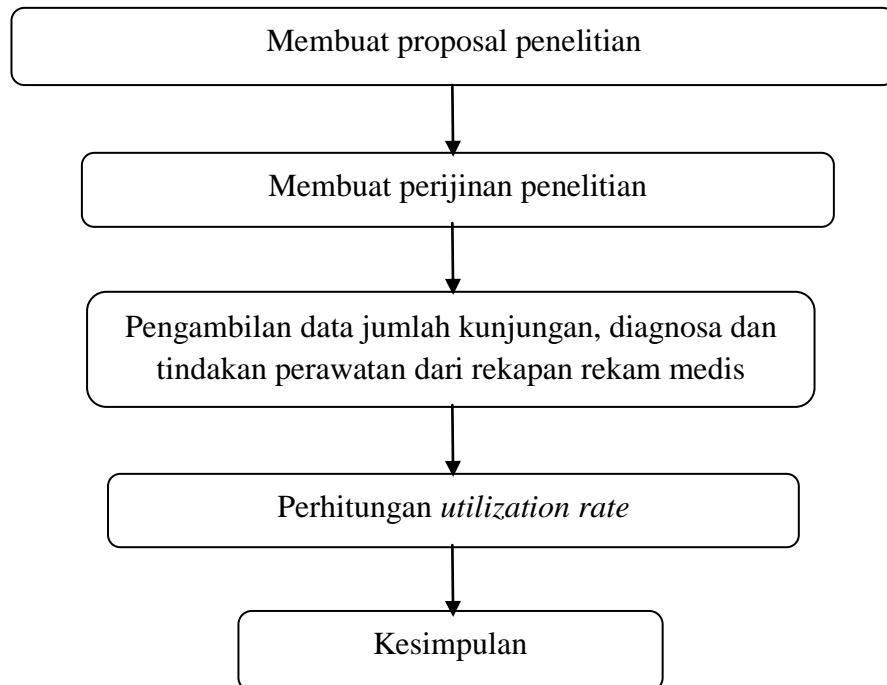 Membuat proposal penelitian
Membuat perijinan penelitian
Pengambilan data jumlah kunjungan, diagnosa dan
tindakan perawatan dari rekapan rekam medis
Perhitungan utilization rate
Kesimpulan